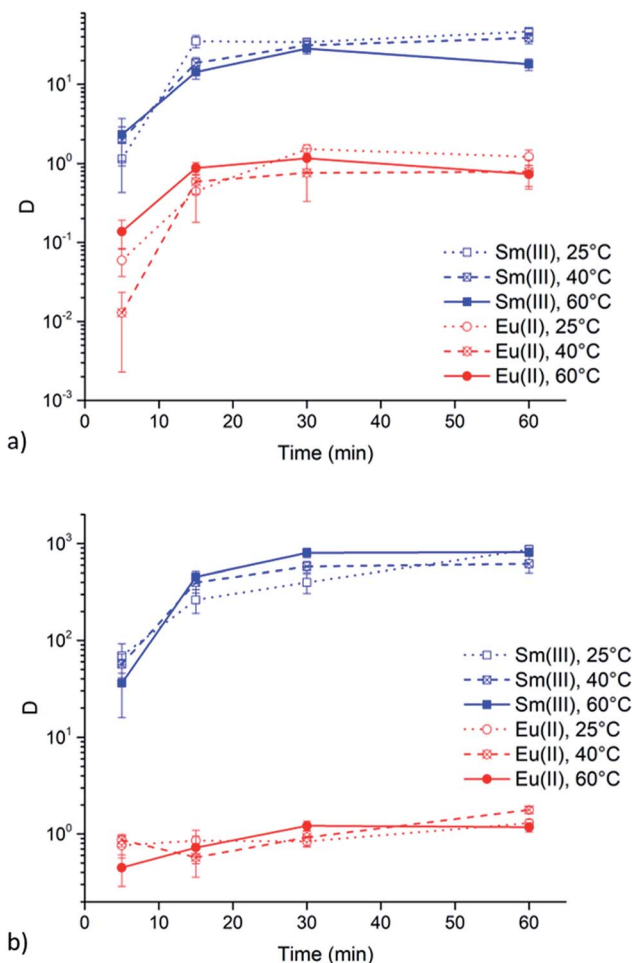 10¹
10⁰
10⁻¹
10⁻²
10⁻³
D
Sm(III), 25°C
Sm(III), 40°C
Sm(III), 60°C
Eu(II), 25°C
Eu(II), 40°C
Eu(II), 60°C
0 10 20 30 40 50 60
Time (min)
a)
10³
10²
10¹
10⁰
D
Sm(III), 25°C
Sm(III), 40°C
Sm(III), 60°C
Eu(II), 25°C
Eu(II), 40°C
Eu(II), 60°C
0 10 20 30 40 50 60
Time (min)
b)